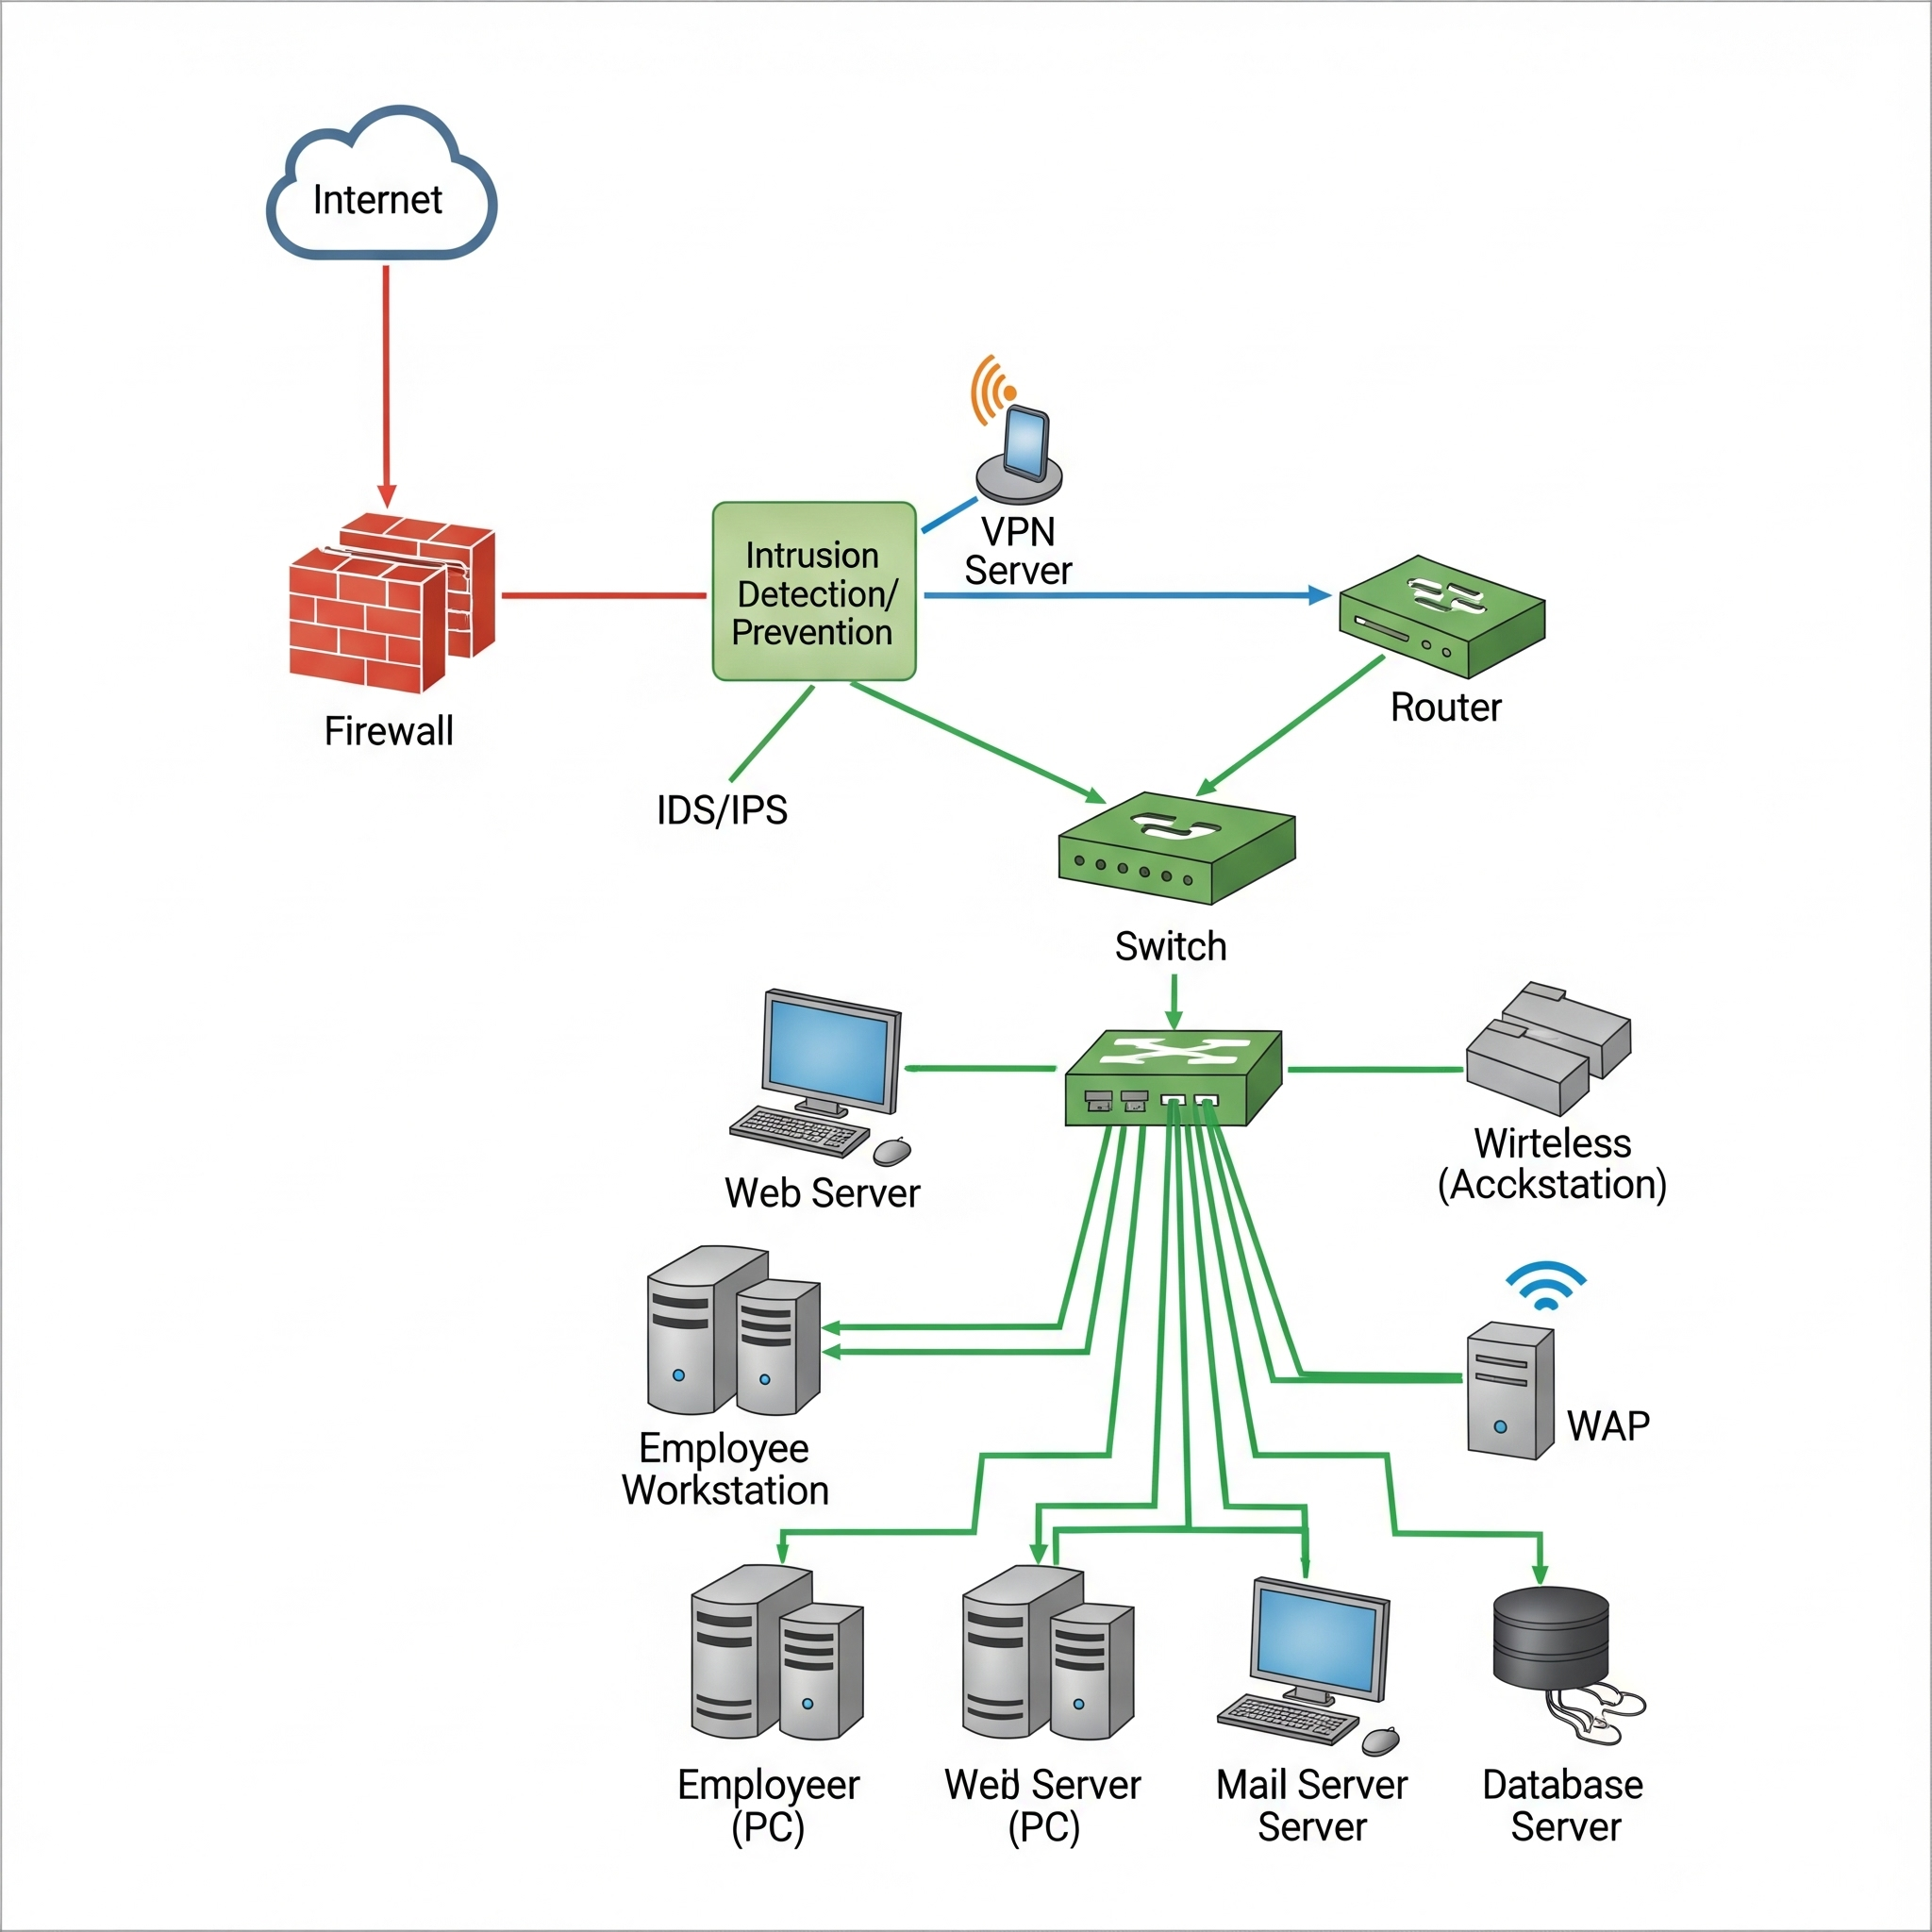 Internet
VPN
Server
Intrusion
Detection/
Prevention
Router
Firewall
IDS/IPS
Switch
Wirteless
(Acckstation)
Web Server
WAP
Employee
Workstation
Employeer
(PC)
Server
(PC)
Mail Server
Server
Database
Server